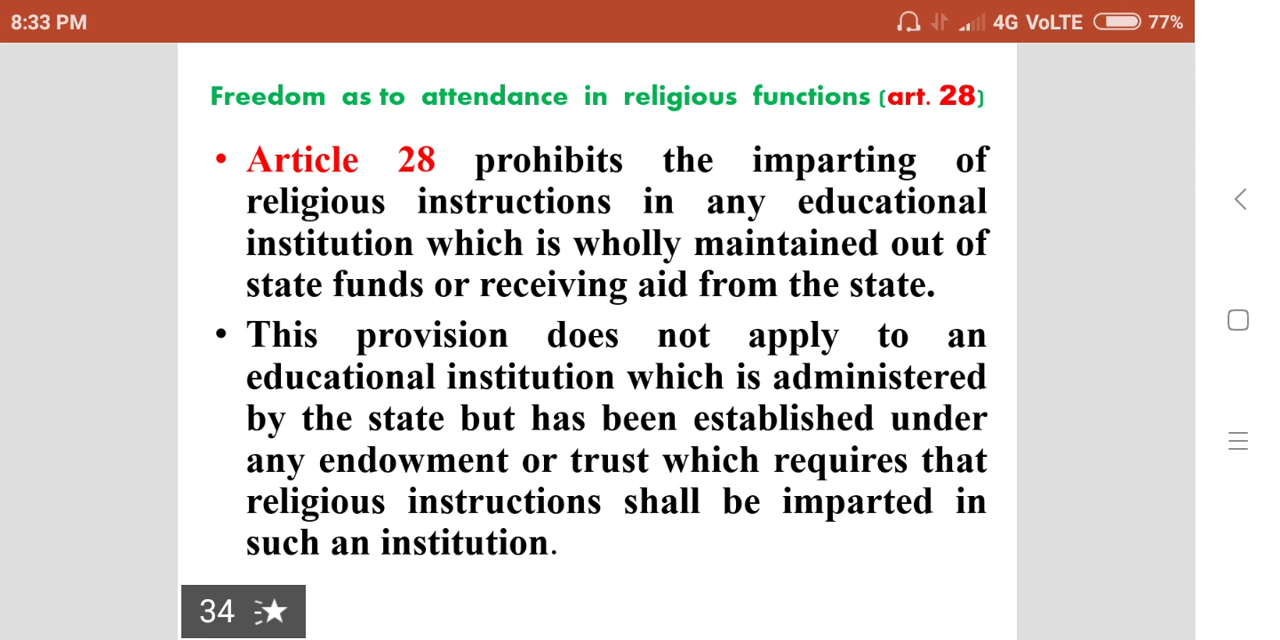 8:33 PM 4G VoLTE 77%
Freedom as to attendance in religious functions (art. 28)
• Article 28 prohibits the imparting of
religious instructions in any educational
institution which is wholly maintained out of
state funds or receiving aid from the state.
• This provision does not apply to an
educational institution which is administered
by the state but has been established under
any endowment or trust which requires that
religious instructions shall be imparted in
such an institution.
34